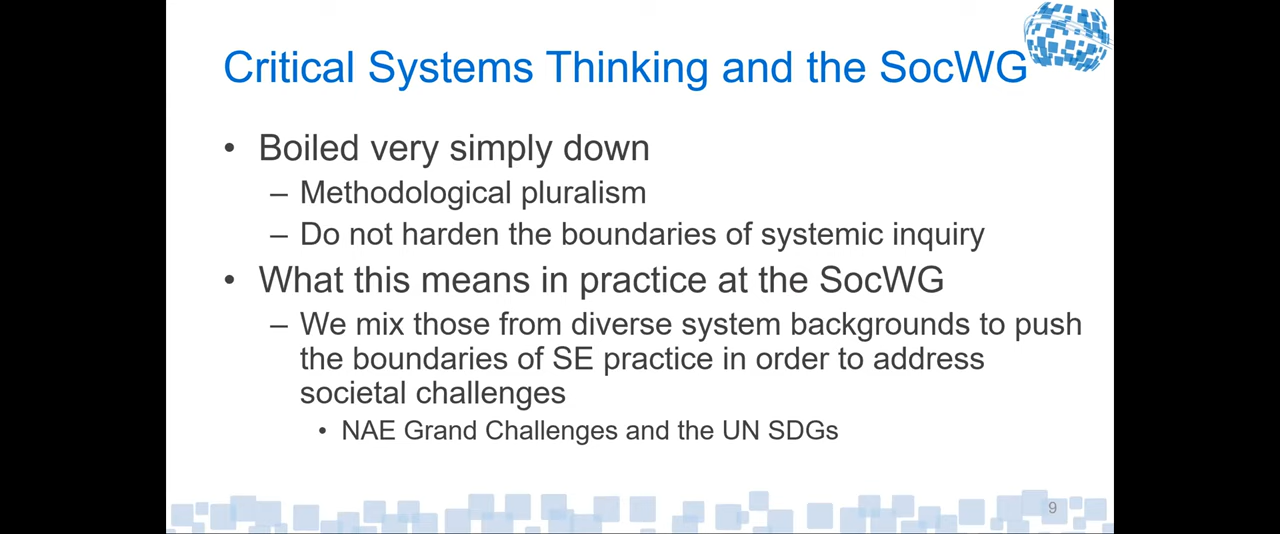 Critical Systems Thinking and the SocWG
• Boiled very simply down
– Methodological pluralism
– Do not harden the boundaries of systemic inquiry
• What this means in practice at the SocWG
– We mix those from diverse system backgrounds to push
the boundaries of SE practice in order to address
societal challenges
• NAE Grand Challenges and the UN SDGs
9